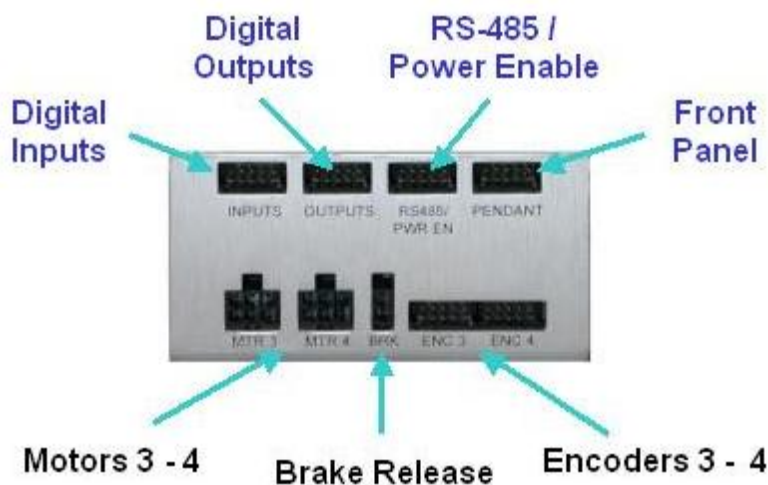 Digital
Outputs
RS-485 /
Power Enable
Digital
Inputs
Front
Panel
INPUTS
OUTPUTS
RS485/
PWR EN
PENDANT
MTR 3
MTR 4
BRK
ENC 3
ENC 4
Motors 3 - 4
Brake Release
Encoders 3 - 4